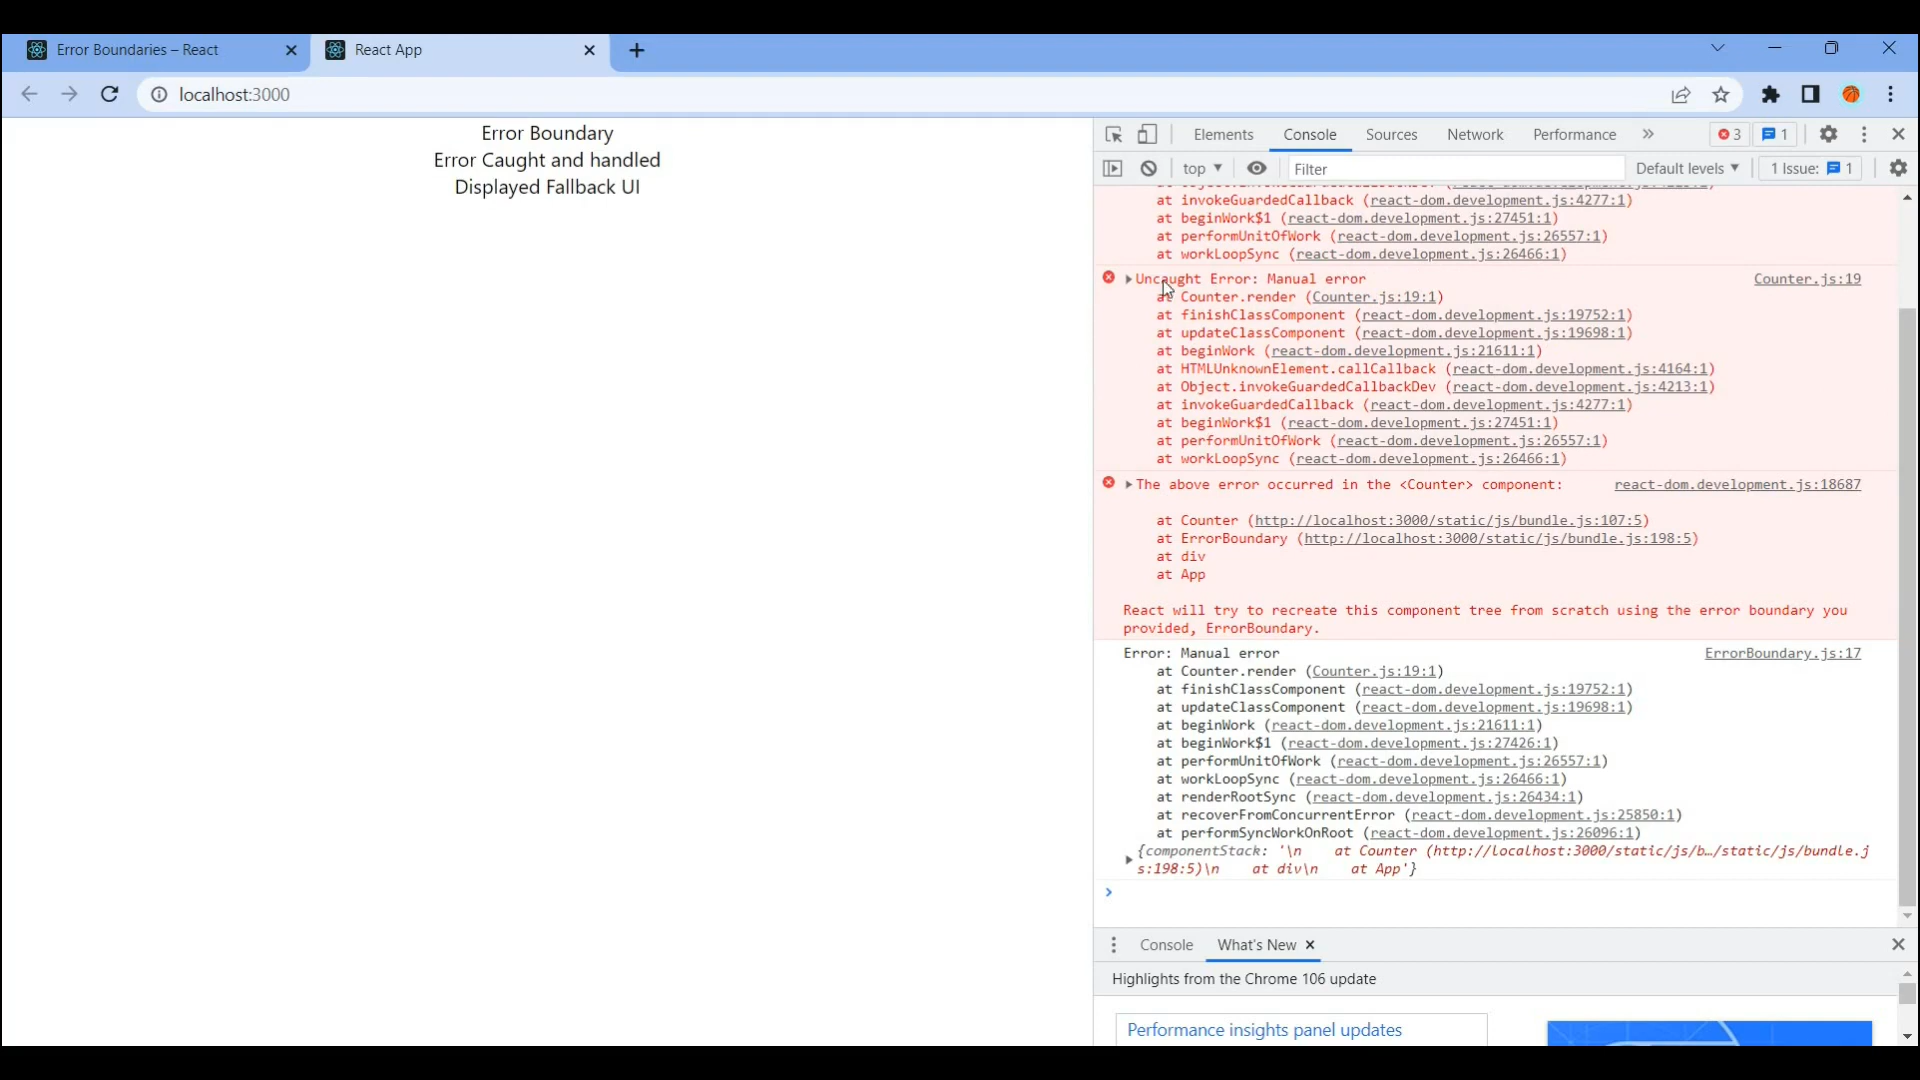 Error Boundaries – React
React App
localhost:3000
Error Boundary
Error Caught and handled
Displayed Fallback UI
Elements Console Sources Network Performance » 3 1
top Filter Default levels 1 Issue: 1
at invokeGuardedCallback (react-dom.development.js:4277:1)
at beginWork$1 (react-dom.development.js:27451:1)
at performUnitOfWork (react-dom.development.js:26557:1)
at workLoopSync (react-dom.development.js:26466:1)
Uncaught Error: Manual error Counter.js:19
at Counter.render (Counter.js:19:1)
at finishClassComponent (react-dom.development.js:19752:1)
at updateClassComponent (react-dom.development.js:19698:1)
at beginWork (react-dom.development.js:21611:1)
at HTMLUnknownElement.callCallback (react-dom.development.js:4164:1)
at Object.invokeGuardedCallbackDev (react-dom.development.js:4213:1)
at invokeGuardedCallback (react-dom.development.js:4277:1)
at beginWork$1 (react-dom.development.js:27451:1)
at performUnitOfWork (react-dom.development.js:26557:1)
at workLoopSync (react-dom.development.js:26466:1)
The above error occurred in the <Counter> component: react-dom.development.js:18687
at Counter (http://localhost:3000/static/js/bundle.js:107:5)
at ErrorBoundary (http://localhost:3000/static/js/bundle.js:198:5)
at div
at App
React will try to recreate this component tree from scratch using the error boundary you
provided, ErrorBoundary.
Error: Manual error ErrorBoundary.js:17
at Counter.render (Counter.js:19:1)
at finishClassComponent (react-dom.development.js:19752:1)
at updateClassComponent (react-dom.development.js:19698:1)
at beginWork (react-dom.development.js:21611:1)
at beginWork$1 (react-dom.development.js:27426:1)
at performUnitOfWork (react-dom.development.js:26557:1)
at workLoopSync (react-dom.development.js:26466:1)
at renderRootSync (react-dom.development.js:26434:1)
at recoverFromConcurrentError (react-dom.development.js:25850:1)
at performSyncWorkOnRoot (react-dom.development.js:26096:1)
{componentStack: '\n    at Counter (http://localhost:3000/static/js/b…/static/js/bundle.j
s:198:5)\n    at div\n    at App'}
Console What's New
Highlights from the Chrome 106 update
Performance insights panel updates